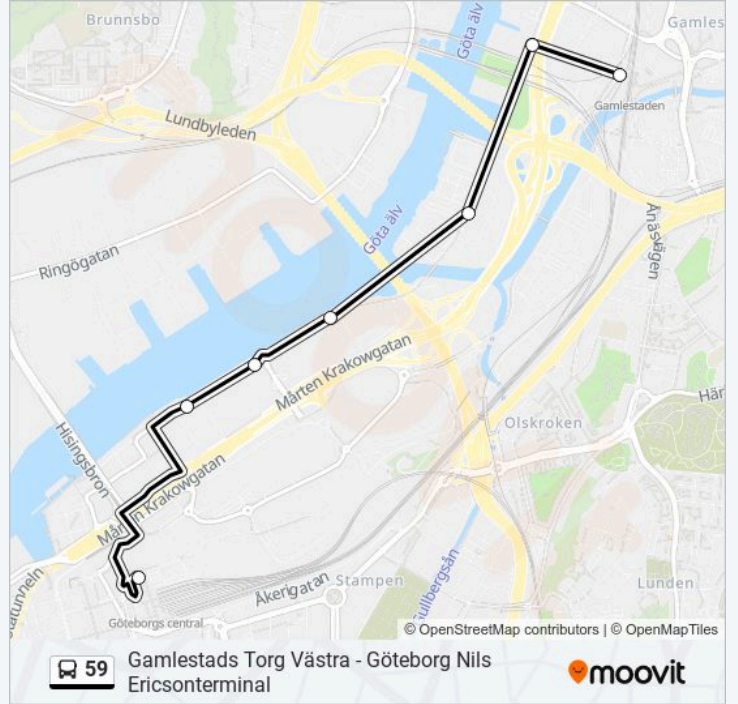 Brunnsbo
Göta älv
Gamles
Gamlestaden
Lundbyleden
Göta älv
Ånäsvägen
Ringögatan
Mårten Krakowgatan
Här
Hisingsbron
Olskroken
Mårten Krakowgatan
Gullbergsån
Åkerigatan
Stampen
Lunden
Göteborgs central
© OpenStreetMap contributors | © OpenMapTiles
59
Gamlestads Torg Västra - Göteborg Nils
Ericsonterminal
moovit